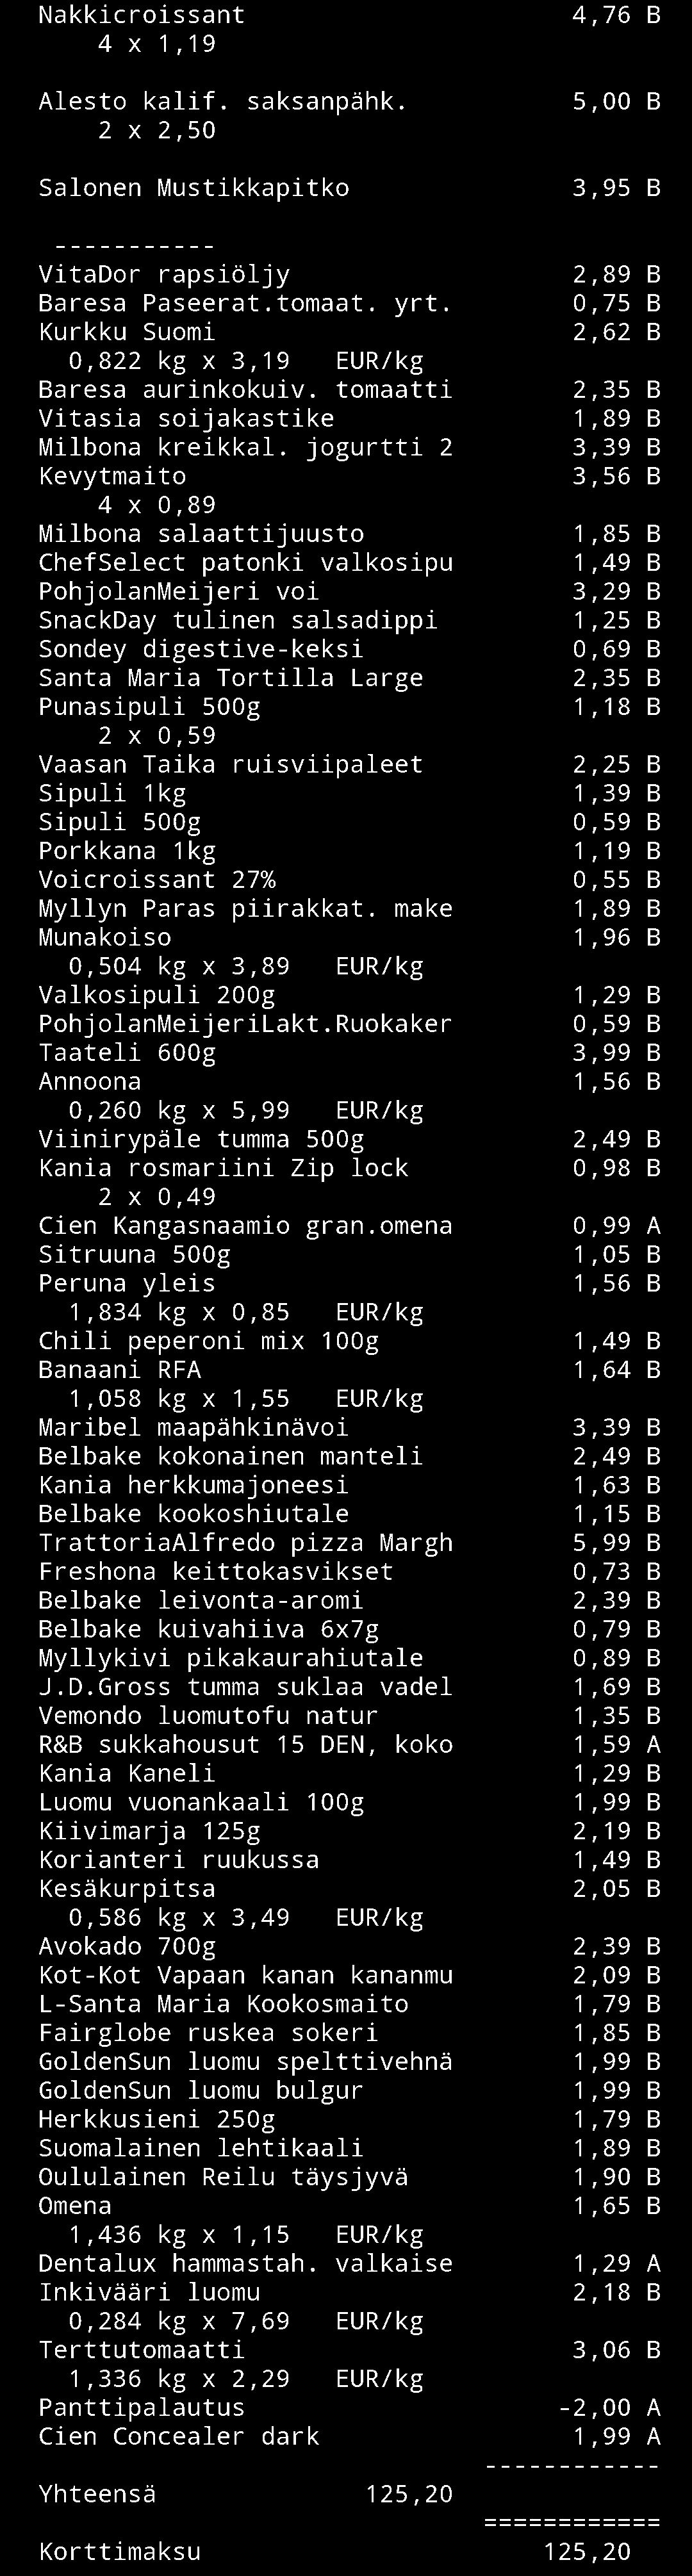 Nakkicroissant 4,76 B
4 x 1,19
Alesto kalif. saksanpähk. 5,00 B
2 x 2,50
Salonen Mustikkapitko 3,95 B
-----------
VitaDor rapsiöljy 2,89 B
Baresa Paseerat.tomaat. yrt. 0,75 B
Kurkku Suomi 2,62 B
0,822 kg x 3,19 EUR/kg
Baresa aurinkokuiv. tomaatti 2,35 B
Vitasia soijakastike 1,89 B
Milbona kreikkal. jogurtti 2 3,39 B
Kevytmaito 3,56 B
4 x 0,89
Milbona salaattijuusto 1,85 B
ChefSelect patonki valkosipu 1,49 B
PohjolanMeijeri voi 3,29 B
SnackDay tulinen salsadippi 1,25 B
Sondey digestive-keksi 0,69 B
Santa Maria Tortilla Large 2,35 B
Punasipuli 500g 1,18 B
2 x 0,59
Vaasan Taika ruisviipaleet 2,25 B
Sipuli 1kg 1,39 B
Sipuli 500g 0,59 B
Porkkana 1kg 1,19 B
Voicroissant 27% 0,55 B
Myllyn Paras piirakkat. make 1,89 B
Munakoiso 1,96 B
0,504 kg x 3,89 EUR/kg
Valkosipuli 200g 1,29 B
PohjolanMeijeriLakt.Ruokaker 0,59 B
Taateli 600g 3,99 B
Annoona 1,56 B
0,260 kg x 5,99 EUR/kg
Viinirypäle tumma 500g 2,49 B
Kania rosmariini Zip lock 0,98 B
2 x 0,49
Cien Kangasnaamio gran.omena 0,99 A
Sitruuna 500g 1,05 B
Peruna yleis 1,56 B
1,834 kg x 0,85 EUR/kg
Chili peperoni mix 100g 1,49 B
Banaani RFA 1,64 B
1,058 kg x 1,55 EUR/kg
Maribel maapähkinävoi 3,39 B
Belbake kokonainen manteli 2,49 B
Kania herkkumajoneesi 1,63 B
Belbake kookoshiutale 1,15 B
TrattoriaAlfredo pizza Margh 5,99 B
Freshona keittokasvikset 0,73 B
Belbake leivonta-aromi 2,39 B
Belbake kuivahiiva 6x7g 0,79 B
Myllykivi pikakaurahiutale 0,89 B
J.D.Gross tumma suklaa vadel 1,69 B
Vemondo luomutofu natur 1,35 B
R&B sukkahousut 15 DEN, koko 1,59 A
Kania Kaneli 1,29 B
Luomu vuonankaali 100g 1,99 B
Kiivimarja 125g 2,19 B
Korianteri ruukussa 1,49 B
Kesäkurpitsa 2,05 B
0,586 kg x 3,49 EUR/kg
Avokado 700g 2,39 B
Kot-Kot Vapaan kanan kananmu 2,09 B
L-Santa Maria Kookosmaito 1,79 B
Fairglobe ruskea sokeri 1,85 B
GoldenSun luomu spelttivehnä 1,99 B
GoldenSun luomu bulgur 1,99 B
Herkkusieni 250g 1,79 B
Suomalainen lehtikaali 1,89 B
Oululainen Reilu täysjyvä 1,90 B
Omena 1,65 B
1,436 kg x 1,15 EUR/kg
Dentalux hammastah. valkaise 1,29 A
Inkivääri luomu 2,18 B
0,284 kg x 7,69 EUR/kg
Terttutomaatti 3,06 B
1,336 kg x 2,29 EUR/kg
Panttipalautus -2,00 A
Cien Concealer dark 1,99 A
------------
Yhteensä 125,20
============
Korttimaksu 125,20